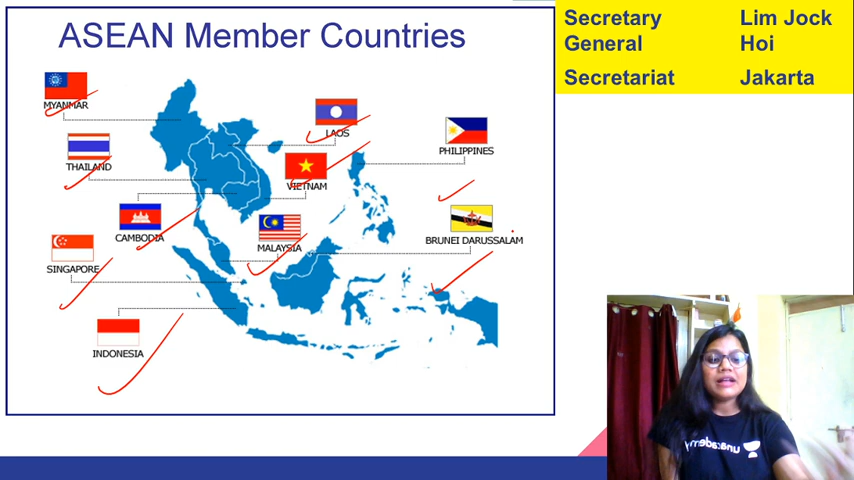 ASEAN Member Countries
Secretary General
Lim Jock Hoi
Secretariat
Jakarta
MYANMAR
LAOS
PHILIPPINES
THAILAND
VIETNAM
CAMBODIA
MALAYSIA
BRUNEI DARUSSALAM
SINGAPORE
INDONESIA
unacademy